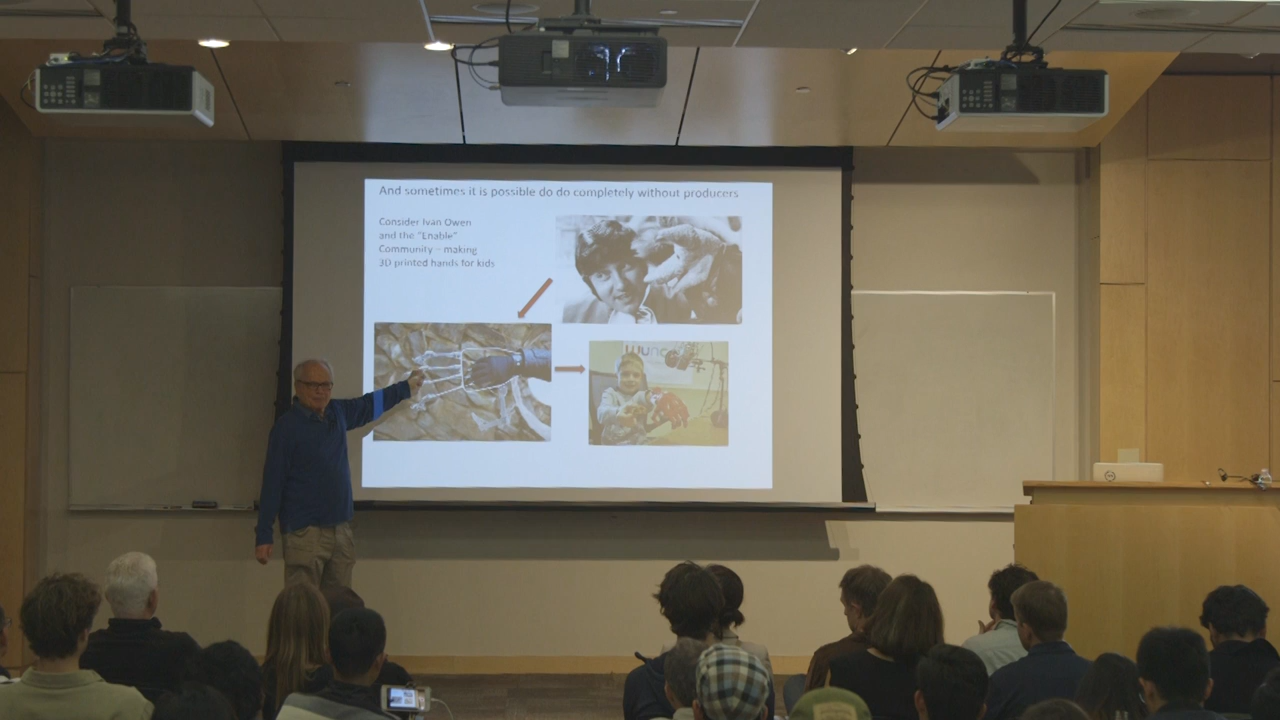 And sometimes it is possible do do completely without producers
Consider Ivan Owen
and the "Enable"
Community – making
3D printed hands for kids